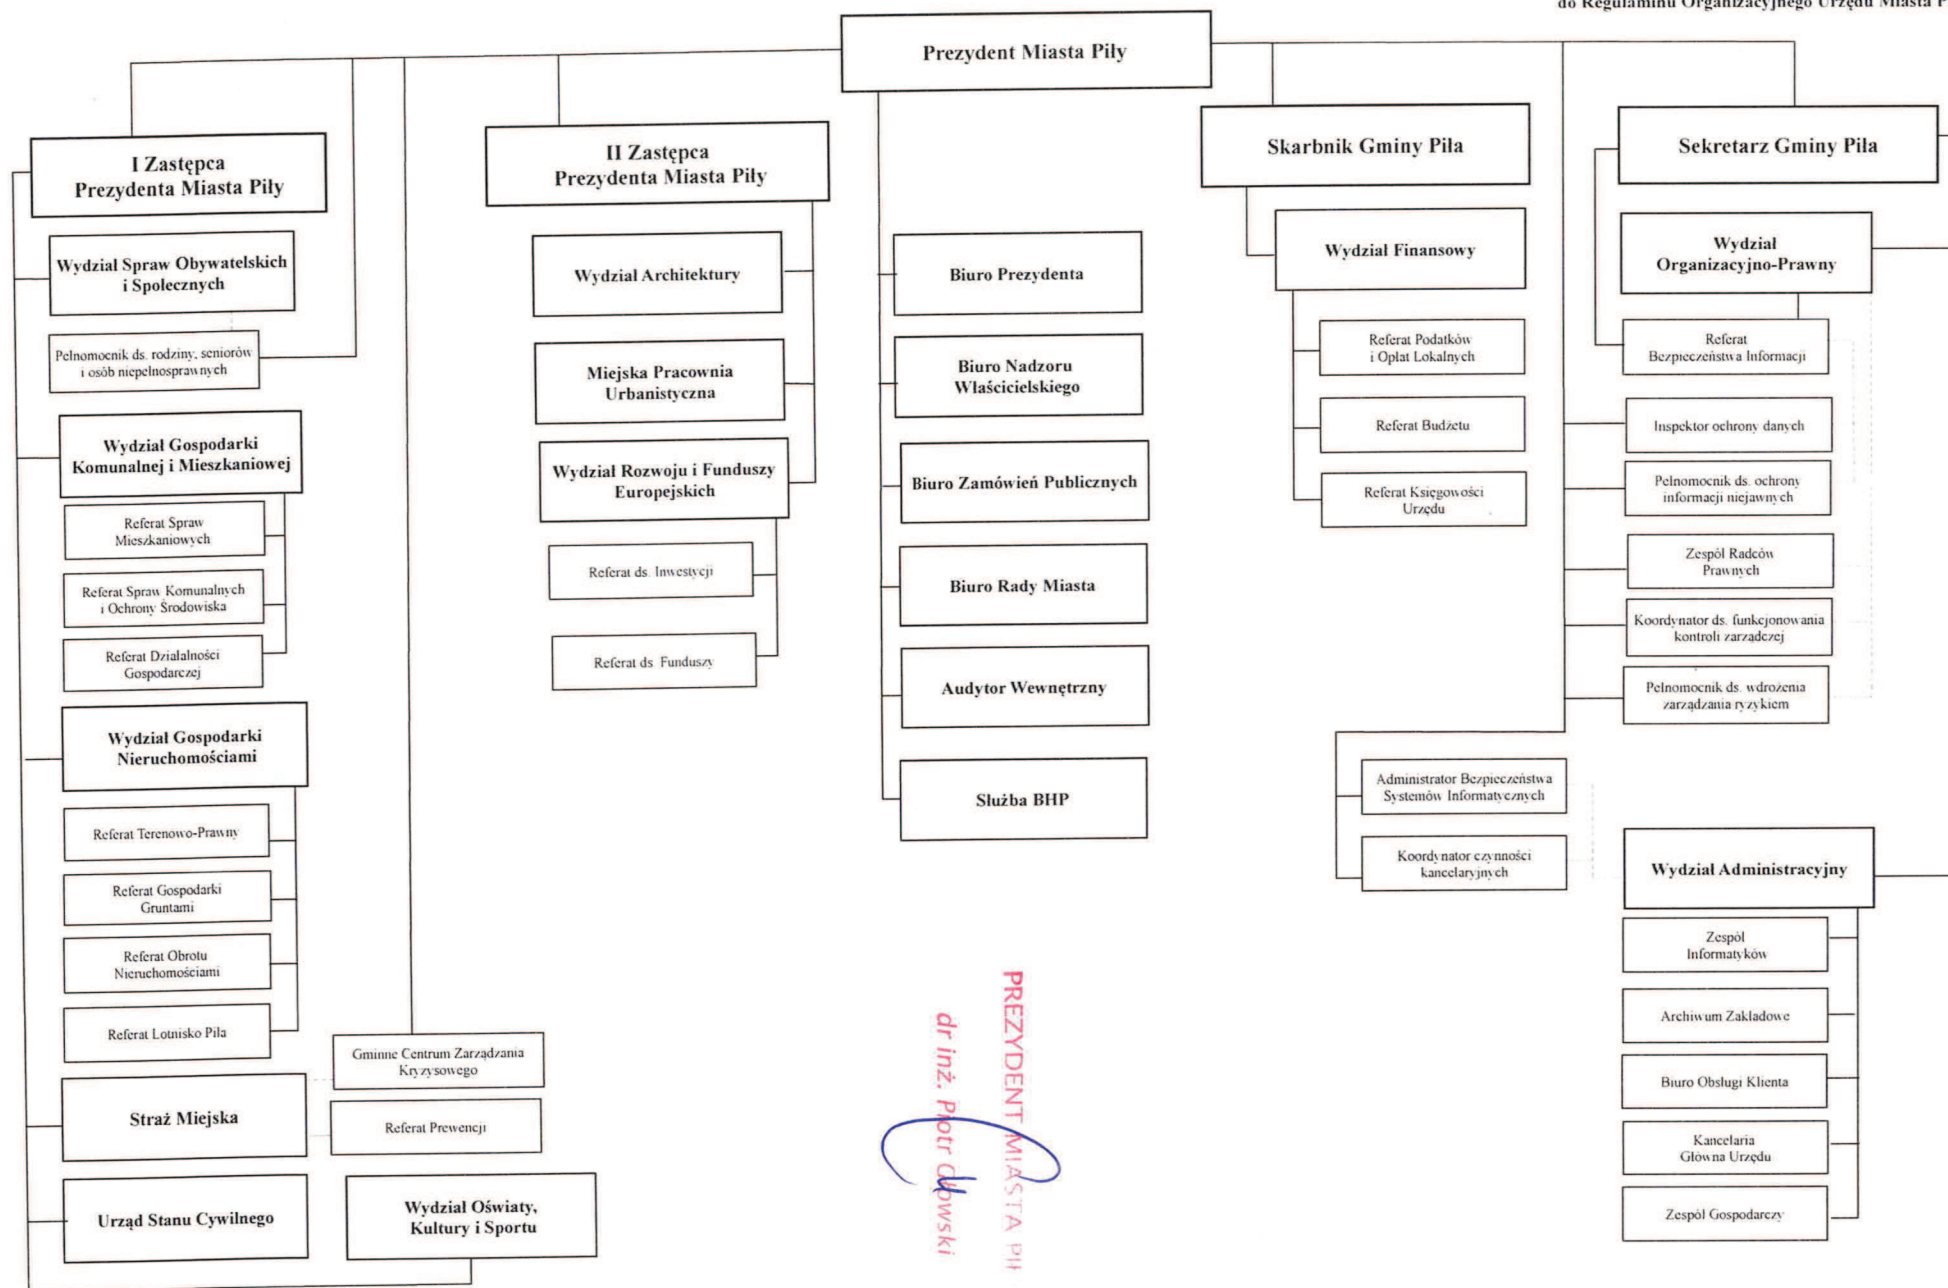 do Regulaminu Organizacyjnego Urzędu Miasta P
Prezydent Miasta Piły
I Zastępca
Prezydenta Miasta Piły
II Zastępca
Prezydenta Miasta Piły
Skarbnik Gminy Piła
Sekretarz Gminy Piła
Wydział Spraw Obywatelskich
i Społecznych
Pełnomocnik ds. rodziny, seniorów
i osób niepełnosprawnych
Wydział Gospodarki
Komunalnej i Mieszkaniowej
Referat Spraw
Mieszkaniowych
Referat Spraw Komunalnych
i Ochrony Środowiska
Referat Działalności
Gospodarczej
Wydział Gospodarki
Nieruchomościami
Referat Terenowo-Prawny
Referat Gospodarki
Gruntami
Referat Obrotu
Nieruchomościami
Referat Lotnisko Piła
Straż Miejska
Gminne Centrum Zarządzania
Kryzysowego
Referat Prewencji
Urząd Stanu Cywilnego
Wydział Oświaty,
Kultury i Sportu
Wydział Architektury
Miejska Pracownia
Urbanistyczna
Wydział Rozwoju i Funduszy
Europejskich
Referat ds. Inwestycji
Referat ds. Funduszy
Biuro Prezydenta
Biuro Nadzoru
Właścicielskiego
Biuro Zamówień Publicznych
Biuro Rady Miasta
Audytor Wewnętrzny
Służba BHP
Wydział Finansowy
Referat Podatków
i Opłat Lokalnych
Referat Budżetu
Referat Księgowości
Urzędu
Wydział
Organizacyjno-Prawny
Referat
Bezpieczeństwa Informacji
Inspektor ochrony danych
Pełnomocnik ds. ochrony
informacji niejawnych
Zespół Radców
Prawnych
Koordynator ds. funkcjonowania
kontroli zarządczej
Pełnomocnik ds. wdrożenia
zarządzania ryzykiem
Administrator Bezpieczeństwa
Systemów Informatycznych
Koordynator czynności
kancelaryjnych
Wydział Administracyjny
Zespół
Informatyków
Archiwum Zakładowe
Biuro Obsługi Klienta
Kancelaria
Główna Urzędu
Zespół Gospodarczy
PREZYDENT MIASTA PIŁ
dr inż. Piotr Głowski